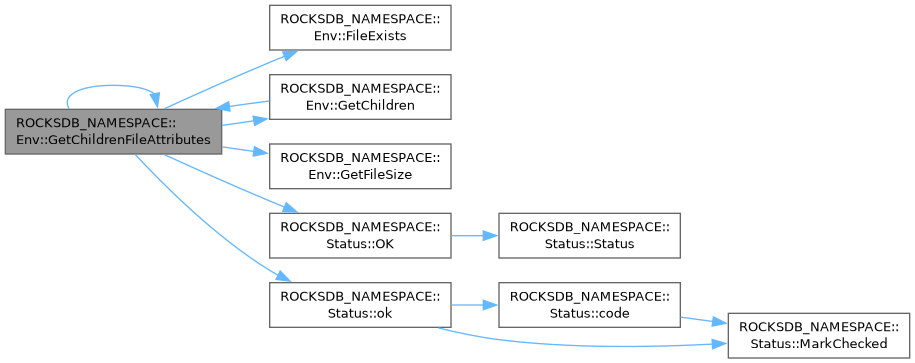 ROCKSDB_NAMESPACE::
Env::FileExists
ROCKSDB_NAMESPACE::
Env::GetChildren
ROCKSDB_NAMESPACE::
Env::GetChildrenFileAttributes
ROCKSDB_NAMESPACE::
Env::GetFileSize
ROCKSDB_NAMESPACE::
Status::OK
ROCKSDB_NAMESPACE::
Status::Status
ROCKSDB_NAMESPACE::
Status::ok
ROCKSDB_NAMESPACE::
Status::code
ROCKSDB_NAMESPACE::
Status::MarkChecked